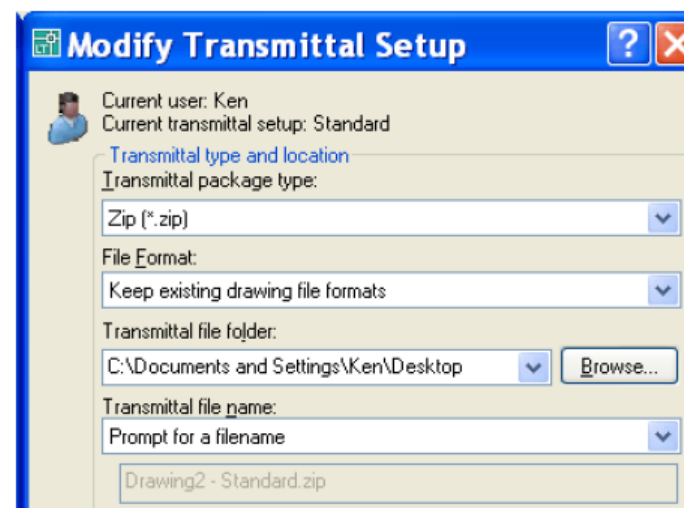 Modify Transmittal Setup
Current user: Ken
Current transmittal setup: Standard
Transmittal type and location
Transmittal package type:
Zip (*.zip)
File Format:
Keep existing drawing file formats
Transmittal file folder:
C:\Documents and Settings\Ken\Desktop
Browse...
Transmittal file name:
Prompt for a filename
Drawing2 - Standard.zip